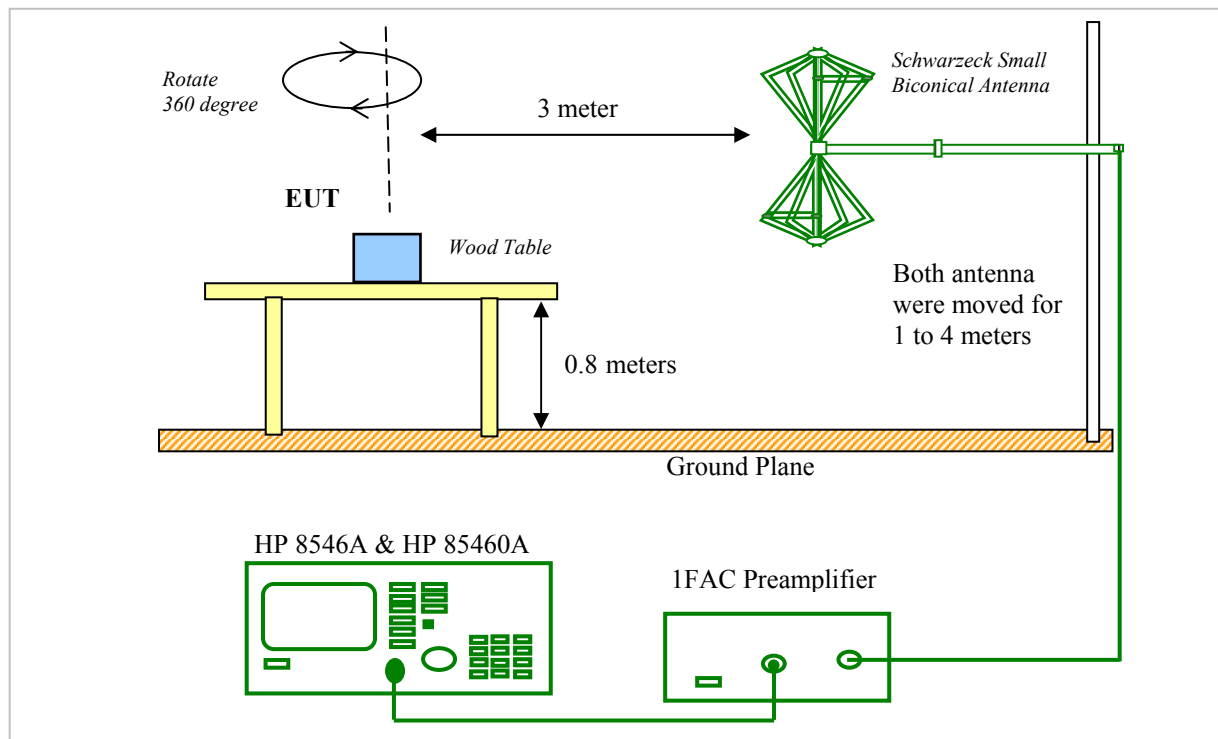 Rotate
360 degree
3 meter
Schwarzeck Small
Biconical Antenna
EUT
Wood Table
Both antenna
were moved for
1 to 4 meters
0.8 meters
Ground Plane
HP 8546A & HP 85460A
1FAC Preamplifier